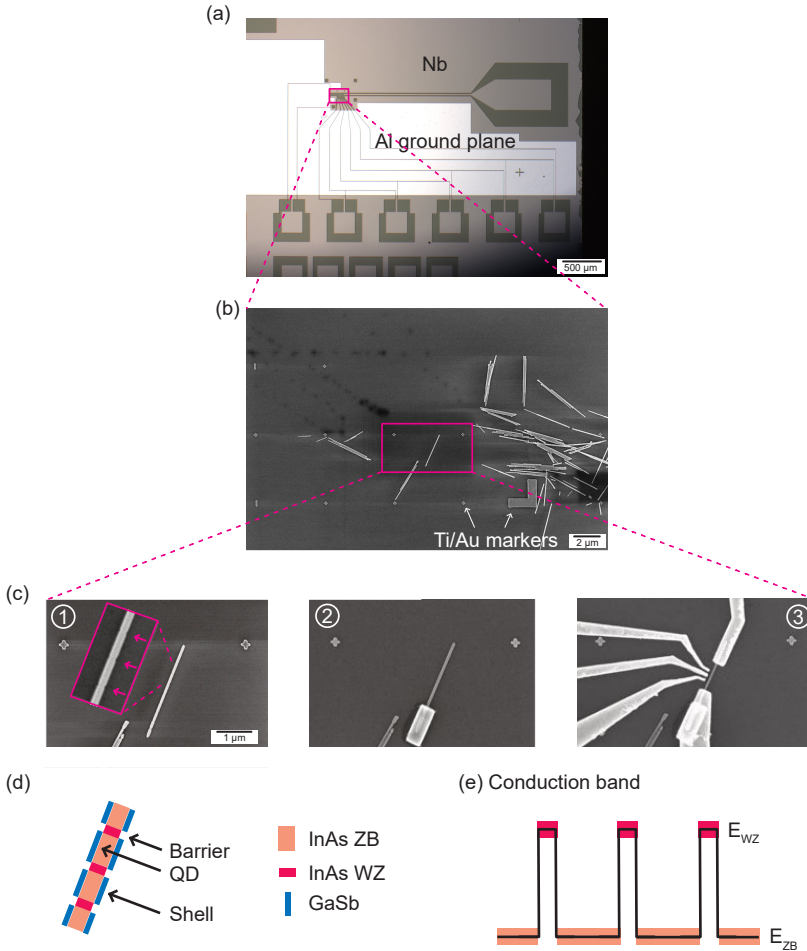 (a)
Nb
Al ground plane
500 µm
(b)
Ti/Au markers
2 µm
(c)
1
2
3
1 µm
(d)
(e) Conduction band
Barrier
QD
Shell
InAs ZB
InAs WZ
GaSb
E_WZ
E_ZB